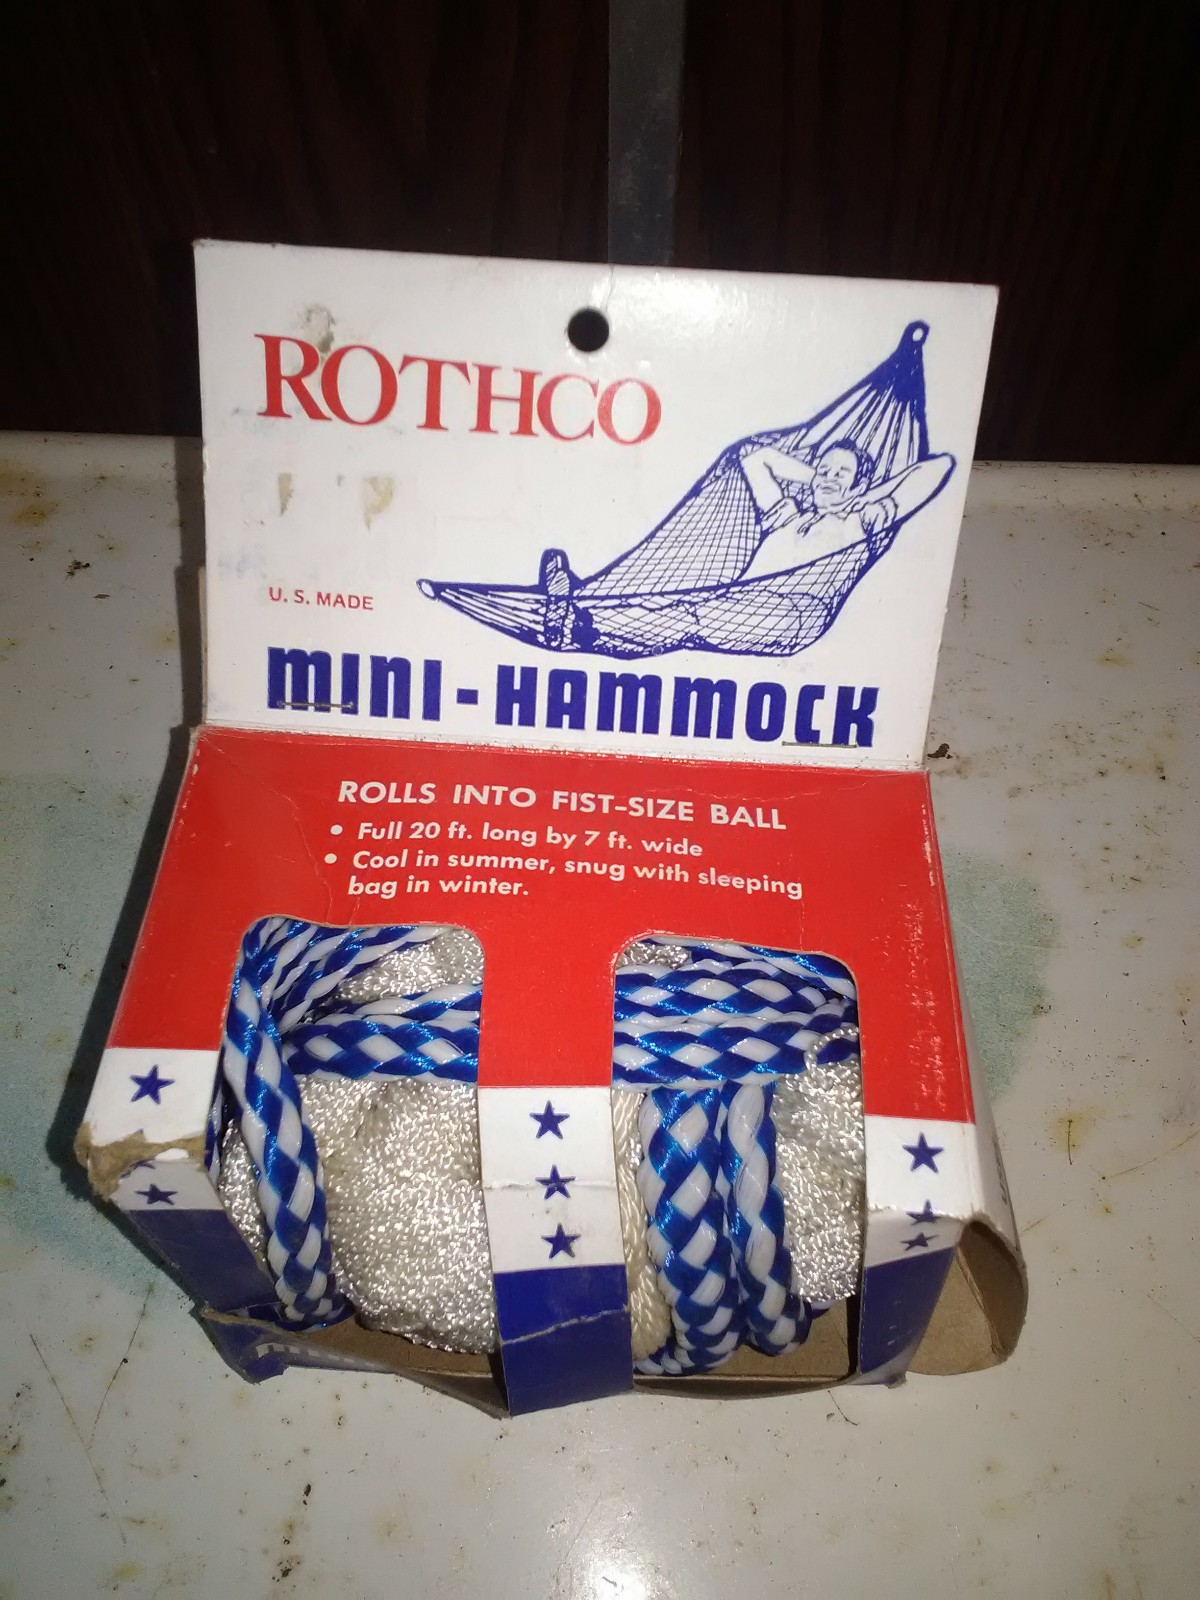 ROTHCO
U. S. MADE
MINI-HAMMOCK
ROLLS INTO FIST-SIZE BALL
• Full 20 ft. long by 7 ft. wide
• Cool in summer, snug with sleeping
bag in winter.